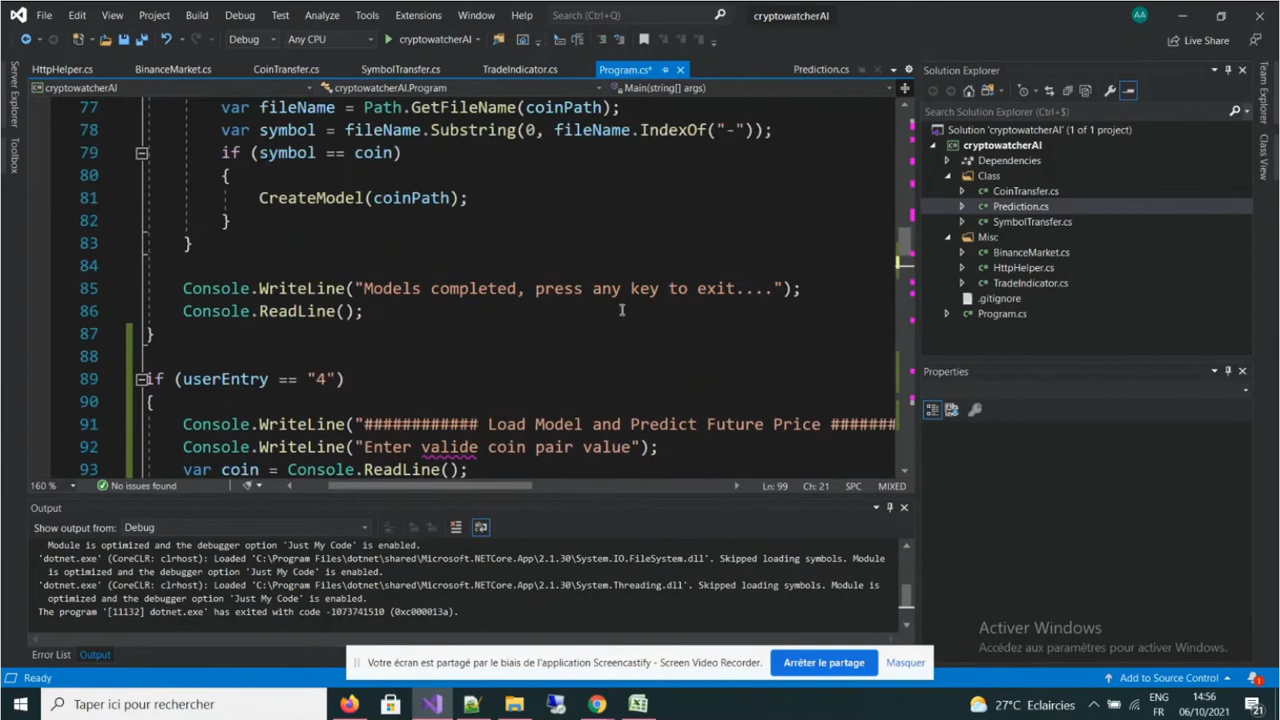 File Edit View Project Build Debug Test Analyze Tools Extensions Window Help Search (Ctrl+Q) cryptowatcherAI AA
Debug Any CPU cryptowatcherAI Live Share
Server Explorer
Toolbox
HttpHelper.cs BinanceMarket.cs CoinTransfer.cs SymbolTransfer.cs TradeIndicator.cs Program.cs* Prediction.cs
cryptowatcherAI cryptowatcherAI.Program Main(string[] args)
77 var fileName = Path.GetFileName(coinPath);
78 var symbol = fileName.Substring(0, fileName.IndexOf("-"));
79 if (symbol == coin)
80 {
81 CreateModel(coinPath);
82 }
83 }
84
85 Console.WriteLine("Models completed, press any key to exit....");
86 Console.ReadLine();
87 }
88
89 if (userEntry == "4")
90 {
91 Console.WriteLine("############ Load Model and Predict Future Price #######
92 Console.WriteLine("Enter valide coin pair value");
93 var coin = Console.ReadLine();
160 % No issues found Ln: 99 Ch: 21 SPC MIXED
Output
Show output from: Debug
Module is optimized and the debugger option 'Just My Code' is enabled.
'dotnet.exe' (CoreCLR: clrhost): Loaded 'C:\Program Files\dotnet\shared\Microsoft.NETCore.App\2.1.30\System.IO.FileSystem.dll'. Skipped loading symbols. Module
is optimized and the debugger option 'Just My Code' is enabled.
'dotnet.exe' (CoreCLR: clrhost): Loaded 'C:\Program Files\dotnet\shared\Microsoft.NETCore.App\2.1.30\System.Threading.dll'. Skipped loading symbols. Module is
optimized and the debugger option 'Just My Code' is enabled.
The program '[11132] dotnet.exe' has exited with code -1073741510 (0xc000013a).
Error List Output
Solution Explorer
Search Solution Explorer (Ctrl+$)
Solution 'cryptowatcherAI' (1 of 1 project)
cryptowatcherAI
Dependencies
Class
CoinTransfer.cs
Prediction.cs
SymbolTransfer.cs
Misc
BinanceMarket.cs
HttpHelper.cs
TradeIndicator.cs
.gitignore
Program.cs
Properties
Team Explorer
Class View
Activer Windows
Accédez aux paramètres pour activer Windows.
Votre écran est partagé par le biais de l'application Screencastify - Screen Video Recorder. Arrêter le partage Masquer
Ready Add to Source Control 1
Taper ici pour rechercher 27°C Eclaircies ENG 14:56
FR 06/10/2021 21